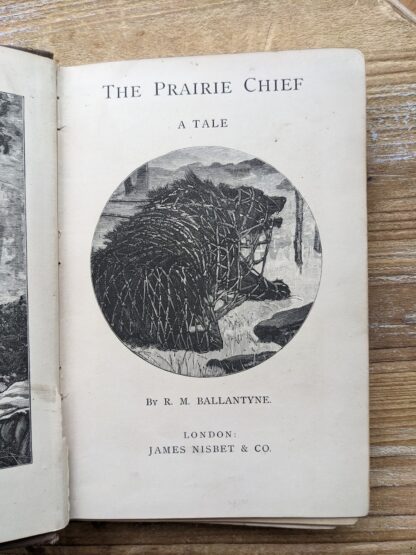 THE PRAIRIE CHIEF
A TALE
BY R. M. BALLANTYNE.
LONDON:
JAMES NISBET & CO.